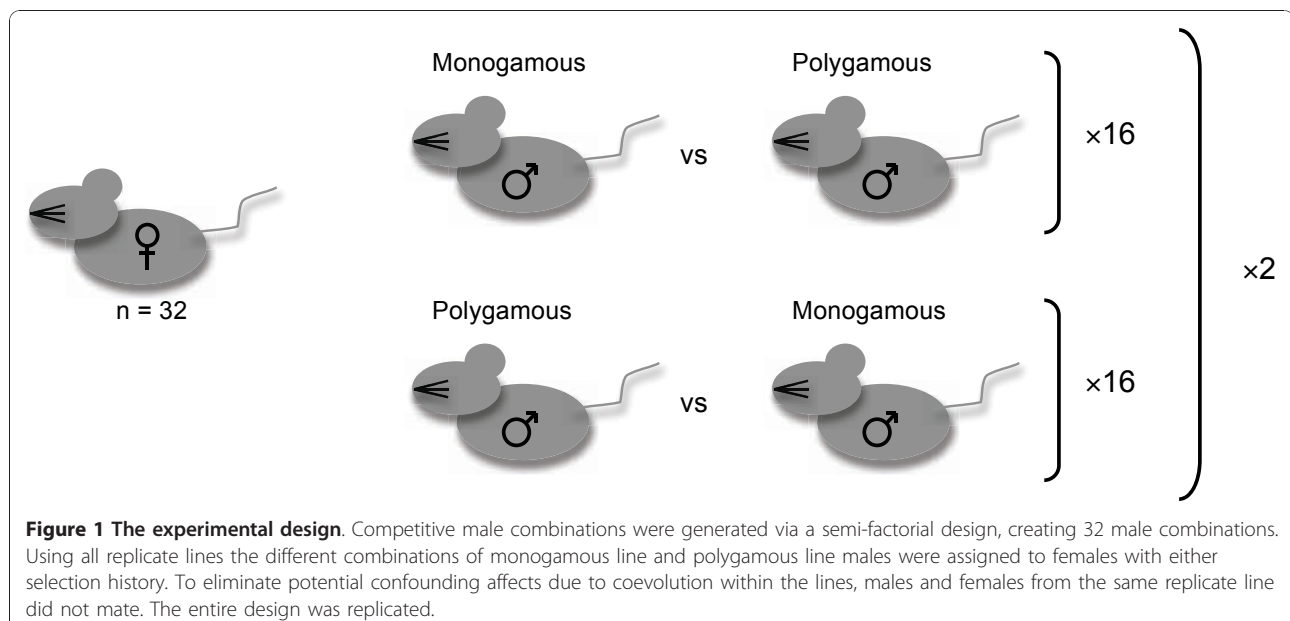 Monogamous Polygamous
vs ×16
n = 32
×2
Polygamous Monogamous
vs ×16
Figure 1 The experimental design. Competitive male combinations were generated via a semi-factorial design, creating 32 male combinations.
Using all replicate lines the different combinations of monogamous line and polygamous line males were assigned to females with either
selection history. To eliminate potential confounding affects due to coevolution within the lines, males and females from the same replicate line
did not mate. The entire design was replicated.